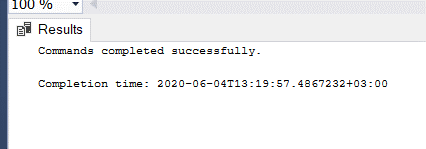 100 %
Results
Commands completed successfully.
Completion time: 2020-06-04T13:19:57.4867232+03:00